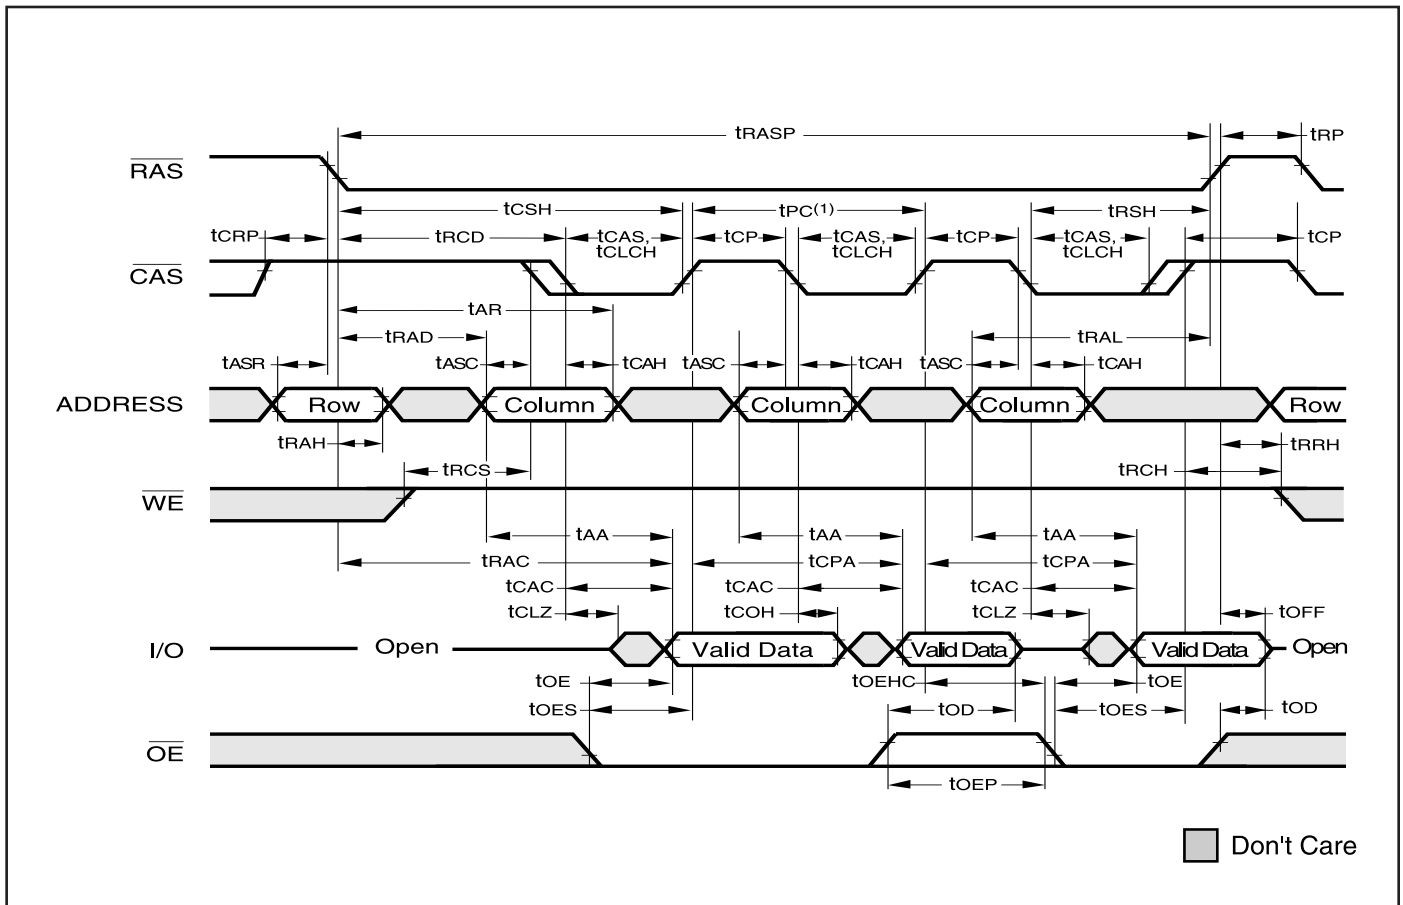 tRASP tRP
RAS
tCSH tPC(1) tRSH
tCRP tRCD tCAS, tCLCH tCP tCAS, tCLCH tCP tCAS, tCLCH tCP
CAS
tAR
tRAD tRAL
tASR tASC tCAH tASC tCAH tASC tCAH
ADDRESS Row Column Column Column Row
tRAH tRRH
tRCS tRCH
WE
tAA tAA tAA
tRAC tCPA tCPA
tCAC tCAC tCAC
tCLZ tCOH tCLZ tOFF
I/O Open Valid Data Valid Data Valid Data Open
tOE tOEHC tOE
tOES tOD tOES tOD
OE
tOEP
Don't Care